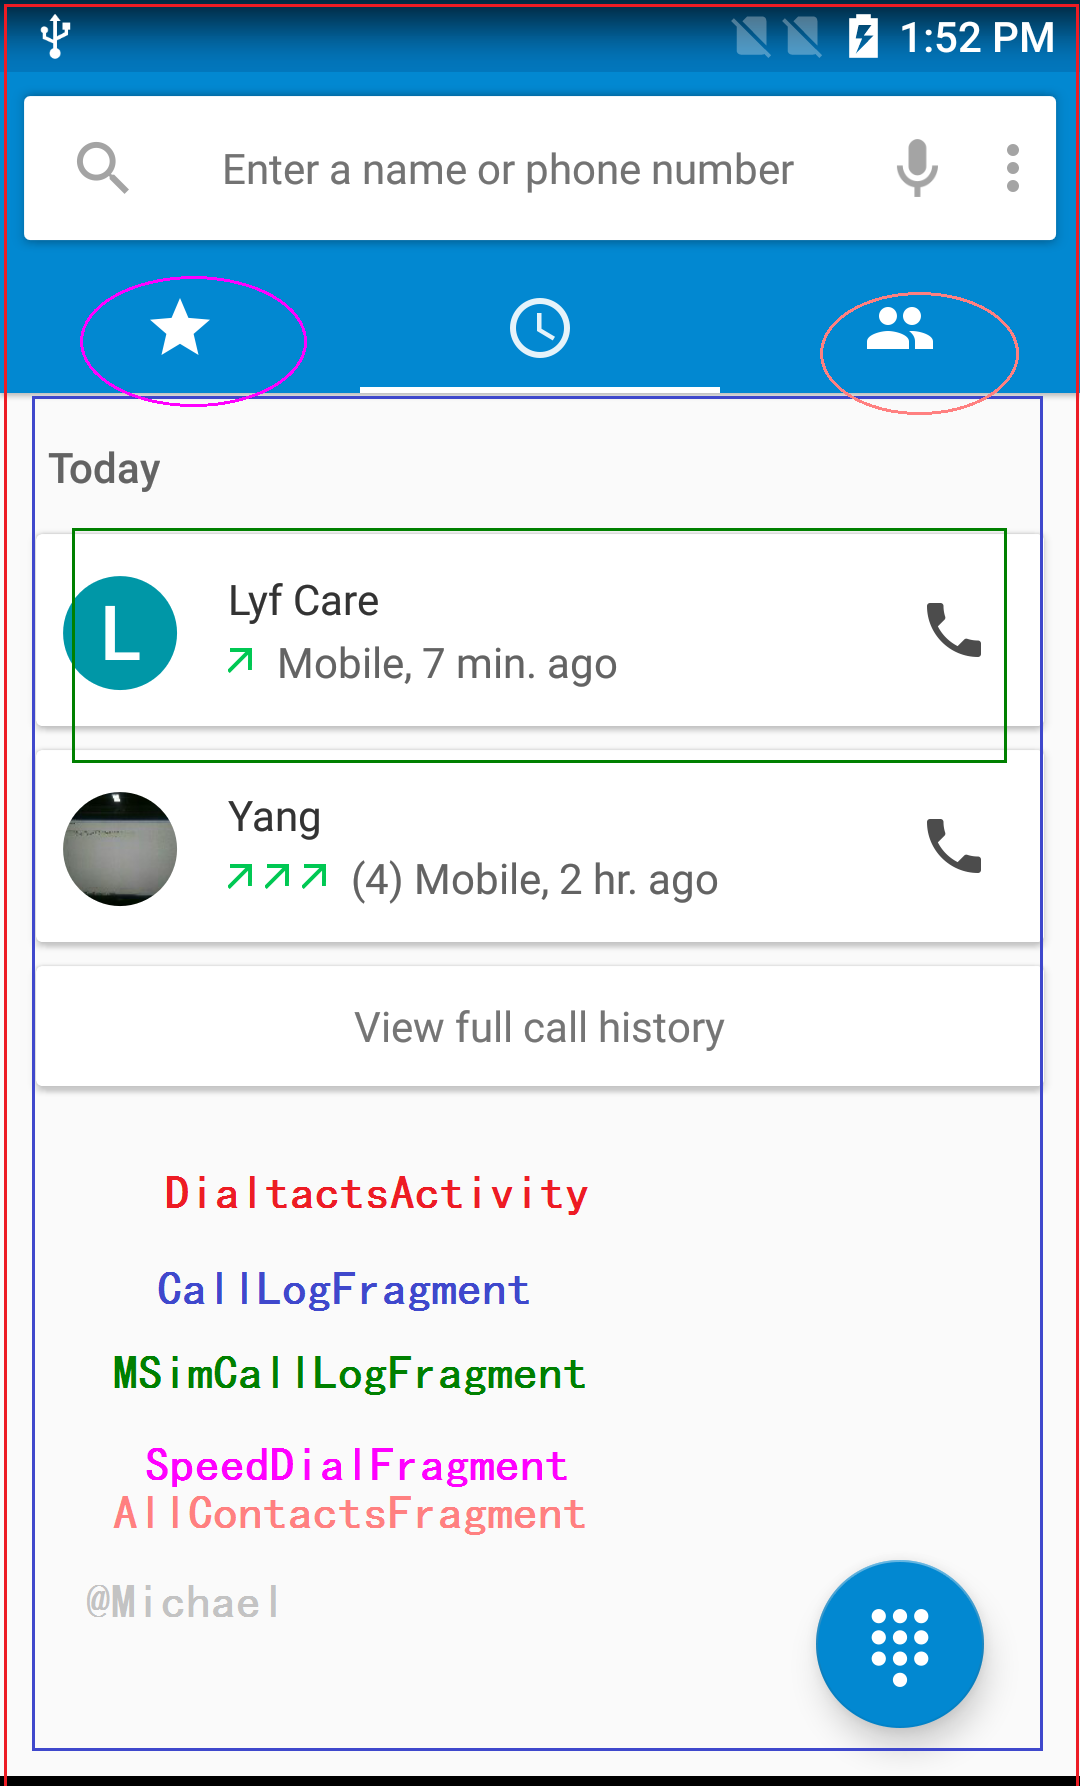 1:52 PM
Enter a name or phone number
Today
L
Lyf Care
Mobile, 7 min. ago
Yang
(4) Mobile, 2 hr. ago
View full call history
DialtactsActivity
CallLogFragment
MSimCallLogFragment
SpeedDialFragment
AllContactsFragment
@Michael